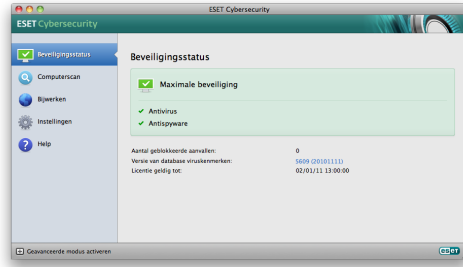 ESET Cybersecurity
ESET Cybersecurity
Beveiligingsstatus
Computerscan
Bijwerken
Instellingen
Help
Beveiligingsstatus
Maximale beveiliging
✔ Antivirus
✔ Antispyware
Aantal geblokkeerde aanvallen: 0
Versie van database viruskenmerken: 5609 (20101111)
Licentie geldig tot: 02/01/11 13:00:00
Geavanceerde modus activeren
eset